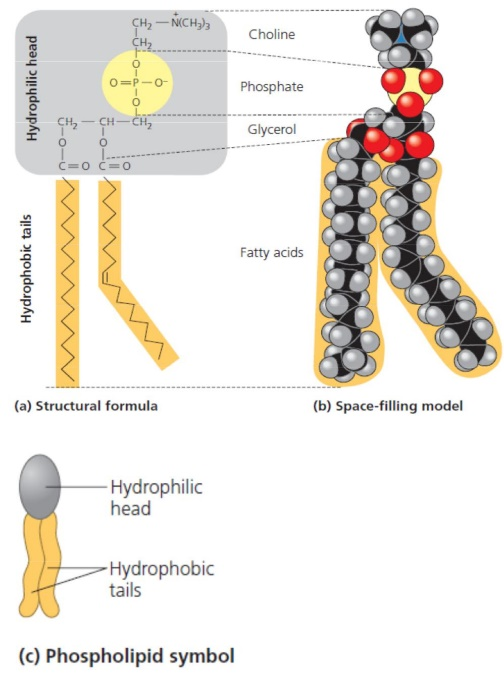 CH₂ — N(CH₃)₃
+
CH₂
O
O = P — O⁻
O
CH₂ — CH — CH₂
O O
C = O C = O
Hydrophilic head
Hydrophobic tails
Choline
Phosphate
Glycerol
Fatty acids
(a) Structural formula
(b) Space-filling model
Hydrophilic
head
Hydrophobic
tails
(c) Phospholipid symbol